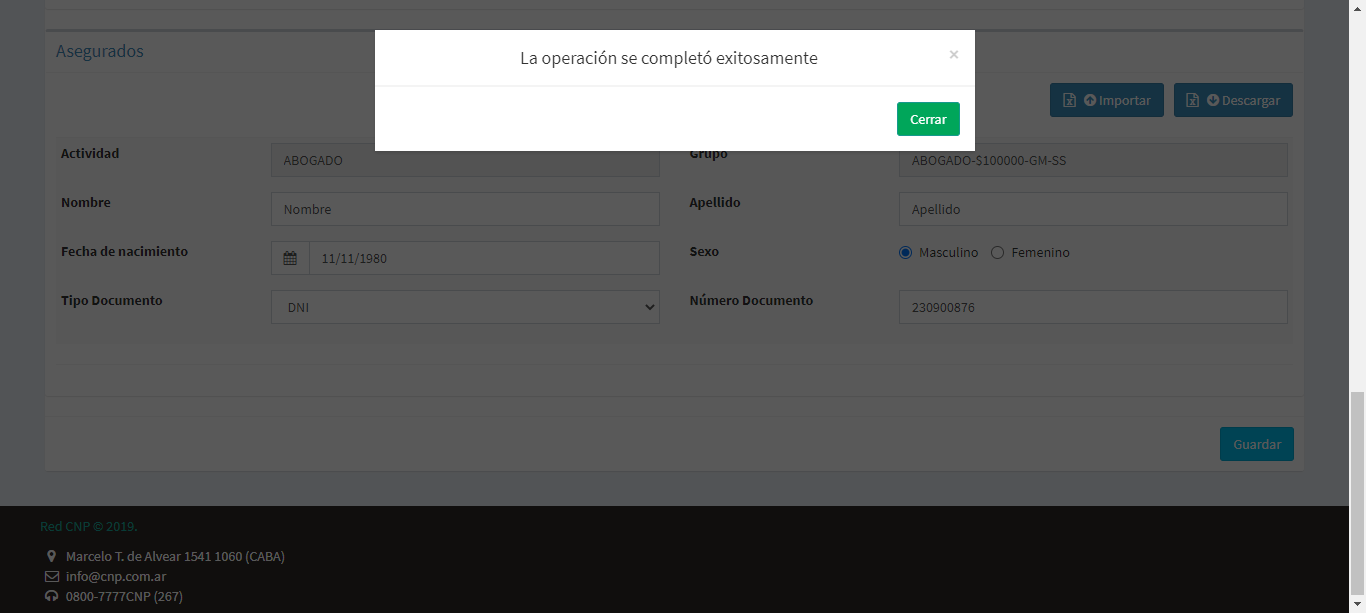 La operación se completó exitosamente
×
Cerrar
Asegurados
Importar
Descargar
Actividad
ABOGADO
Grupo
ABOGADO-$100000-GM-SS
Nombre
Nombre
Apellido
Apellido
Fecha de nacimiento
11/11/1980
Sexo
Masculino
Femenino
Tipo Documento
DNI
Número Documento
230900876
Guardar
Red CNP © 2019.
Marcelo T. de Alvear 1541 1060 (CABA)
info@cnp.com.ar
0800-7777CNP (267)